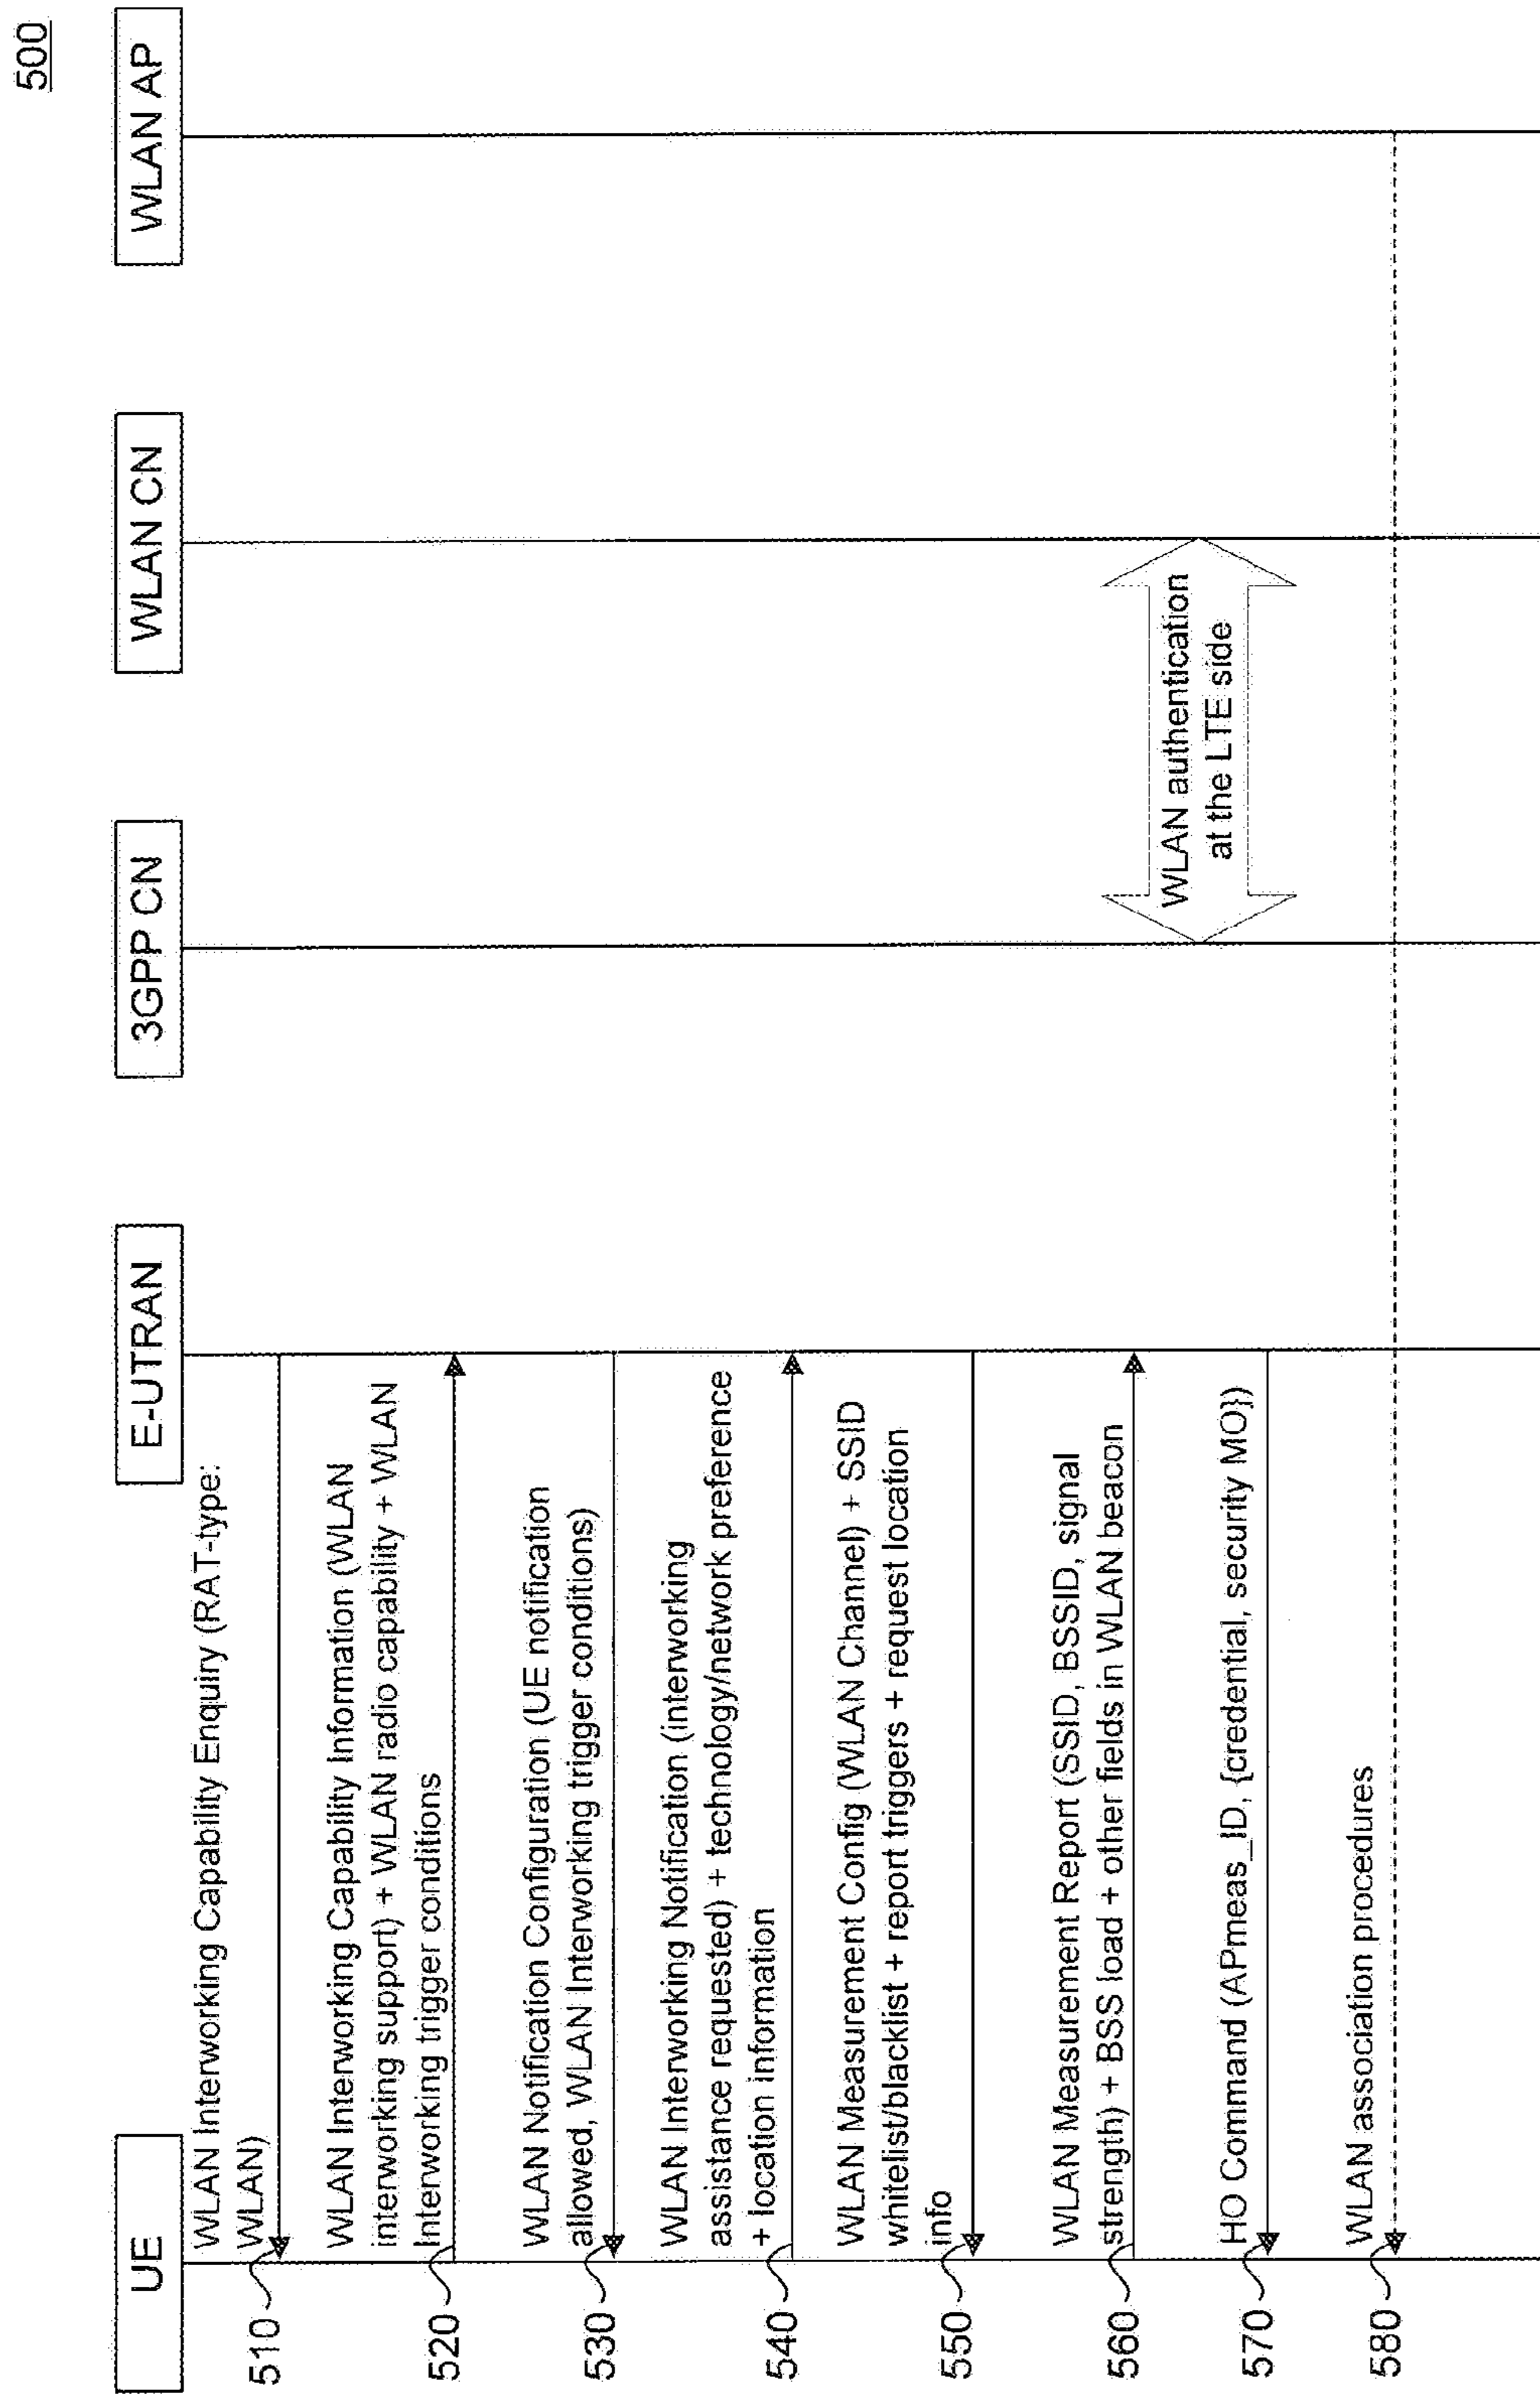 500
UE
E-UTRAN
3GPP CN
WLAN CN
WLAN AP
WLAN Interworking Capability Enquiry (RAT-type:
WLAN)
510
WLAN Interworking Capability Information (WLAN
interworking support) + WLAN radio capability + WLAN
Interworking trigger conditions
520
WLAN Notification Configuration (UE notification
allowed, WLAN Interworking trigger conditions)
530
WLAN Interworking Notification (interworking
assistance requested) + technology/network preference
+ location information
540
WLAN Measurement Config (WLAN Channel) + SSID
whitelist/blacklist + report triggers + request location
info
550
WLAN Measurement Report (SSID, BSSID, signal
strength) + BSS load + other fields in WLAN beacon
560
WLAN authentication
at the LTE side
HO Command (APmeas_ID, {credential, security MO})
570
WLAN association procedures
580